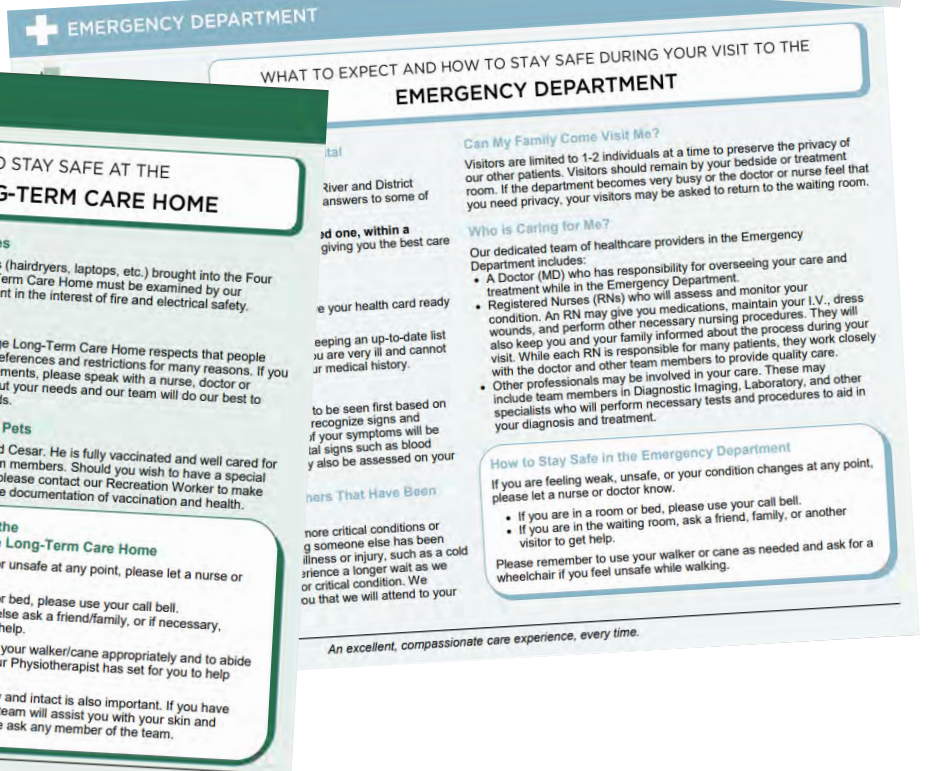 EMERGENCY DEPARTMENT
WHAT TO EXPECT AND HOW TO STAY SAFE DURING YOUR VISIT TO THE
EMERGENCY DEPARTMENT
River and District
answers to some of
one, within a
giving you the best care
your health card ready
up-to-date list
are very ill and cannot
medical history.
to be seen first based on
recognize signs and
of your symptoms will be
signs such as blood
also be assessed on your
That Have Been
more critical conditions or
someone else has been
illness or injury, such as a cold
a longer wait as we
or critical condition. We
that we will attend to your
Can My Family Come Visit Me?
Visitors are limited to 1-2 individuals at a time to preserve the privacy of
our other patients. Visitors should remain by your bedside or treatment
room. If the department becomes very busy or the doctor or nurse feel that
you need privacy, your visitors may be asked to return to the waiting room.
Who is Caring for Me?
Our dedicated team of healthcare providers in the Emergency
Department includes:
• A Doctor (MD) who has responsibility for overseeing your care and
treatment while in the Emergency Department.
• Registered Nurses (RNs) who will assess and monitor your
condition. An RN may give you medications, maintain your I.V., dress
wounds, and perform other necessary nursing procedures. They will
also keep you and your family informed about the process during your
visit. While each RN is responsible for many patients, they work closely
with the doctor and other team members to provide quality care.
• Other professionals may be involved in your care. These may
include team members in Diagnostic Imaging, Laboratory, and other
specialists who will perform necessary tests and procedures to aid in
your diagnosis and treatment.
How to Stay Safe in the Emergency Department
If you are feeling weak, unsafe, or your condition changes at any point,
please let a nurse or doctor know.
• If you are in a room or bed, please use your call bell.
• If you are in the waiting room, ask a friend, family, or another
visitor to get help.
Please remember to use your walker or cane as needed and ask for a
wheelchair if you feel unsafe while walking.
An excellent, compassionate care experience, every time.
STAY SAFE AT THE
G-TERM CARE HOME
(hairdryers, laptops, etc.) brought into the Four
Term Care Home must be examined by our
in the interest of fire and electrical safety.
Long-Term Care Home respects that people
and restrictions for many reasons. If you
please speak with a nurse, doctor or
your needs and our team will do our best to
Pets
Cesar. He is fully vaccinated and well cared for
members. Should you wish to have a special
please contact our Recreation Worker to make
documentation of vaccination and health.
the
Long-Term Care Home
or unsafe at any point, please let a nurse or
or bed, please use your call bell.
else ask a friend/family, or if necessary,
help.
your walker/cane appropriately and to abide
Physiotherapist has set for you to help
and intact is also important. If you have
team will assist you with your skin and
ask any member of the team.